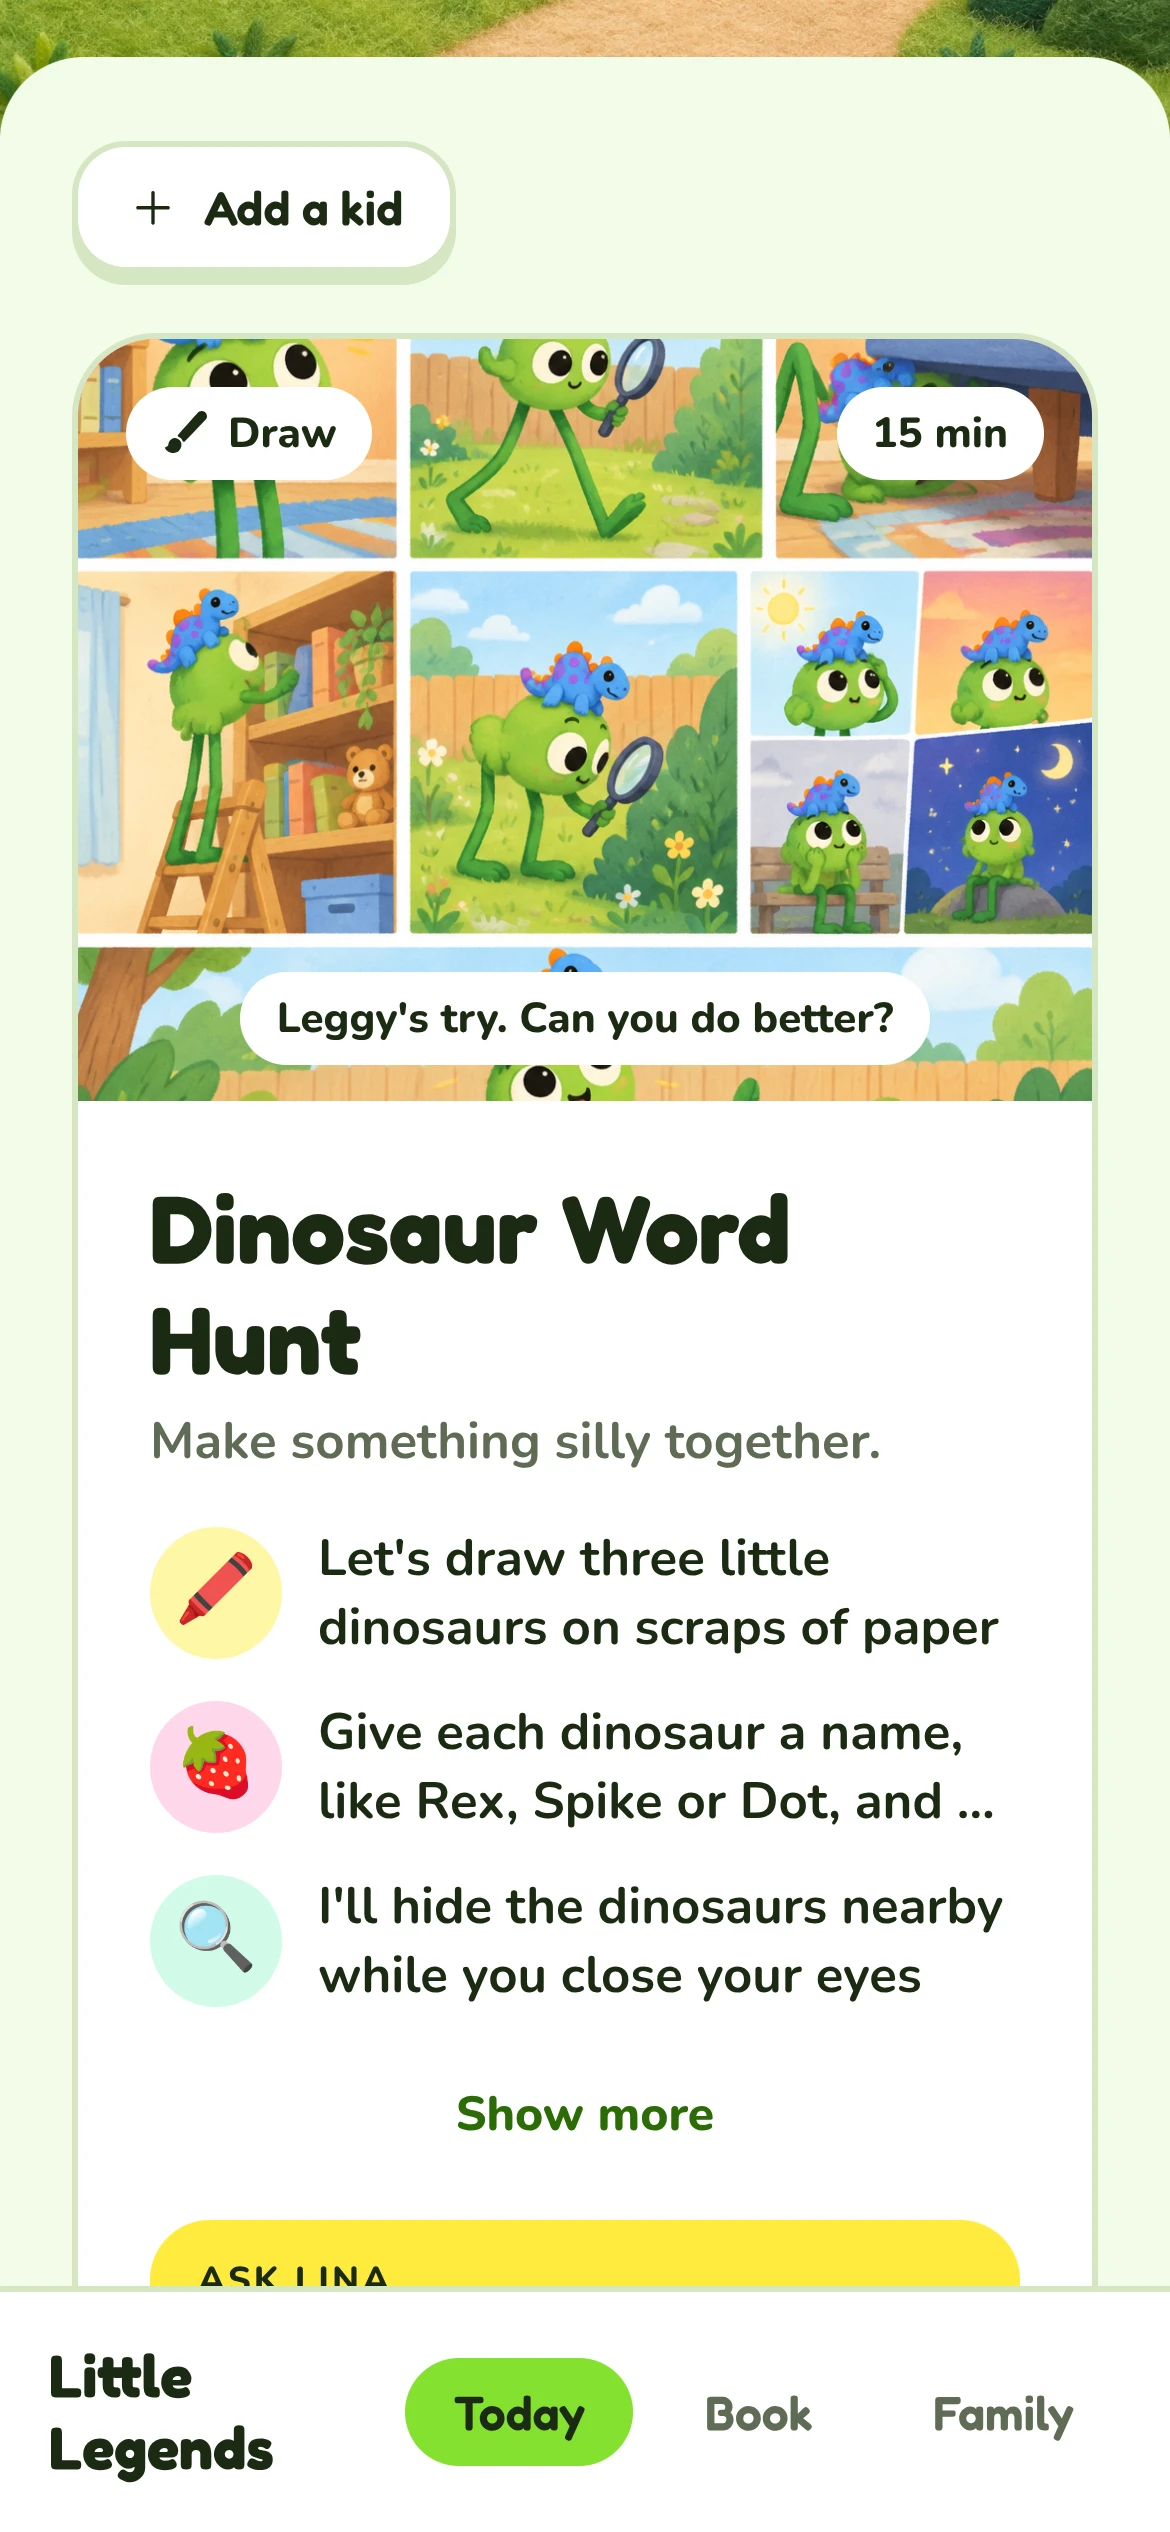 Add a kid
Draw
15 min
Leggy's try. Can you do better?
Dinosaur Word
Hunt
Make something silly together.
Let's draw three little
dinosaurs on scraps of paper
Give each dinosaur a name,
like Rex, Spike or Dot, and ...
I'll hide the dinosaurs nearby
while you close your eyes
Show more
ASK LINA
Little
Legends
Today
Book
Family